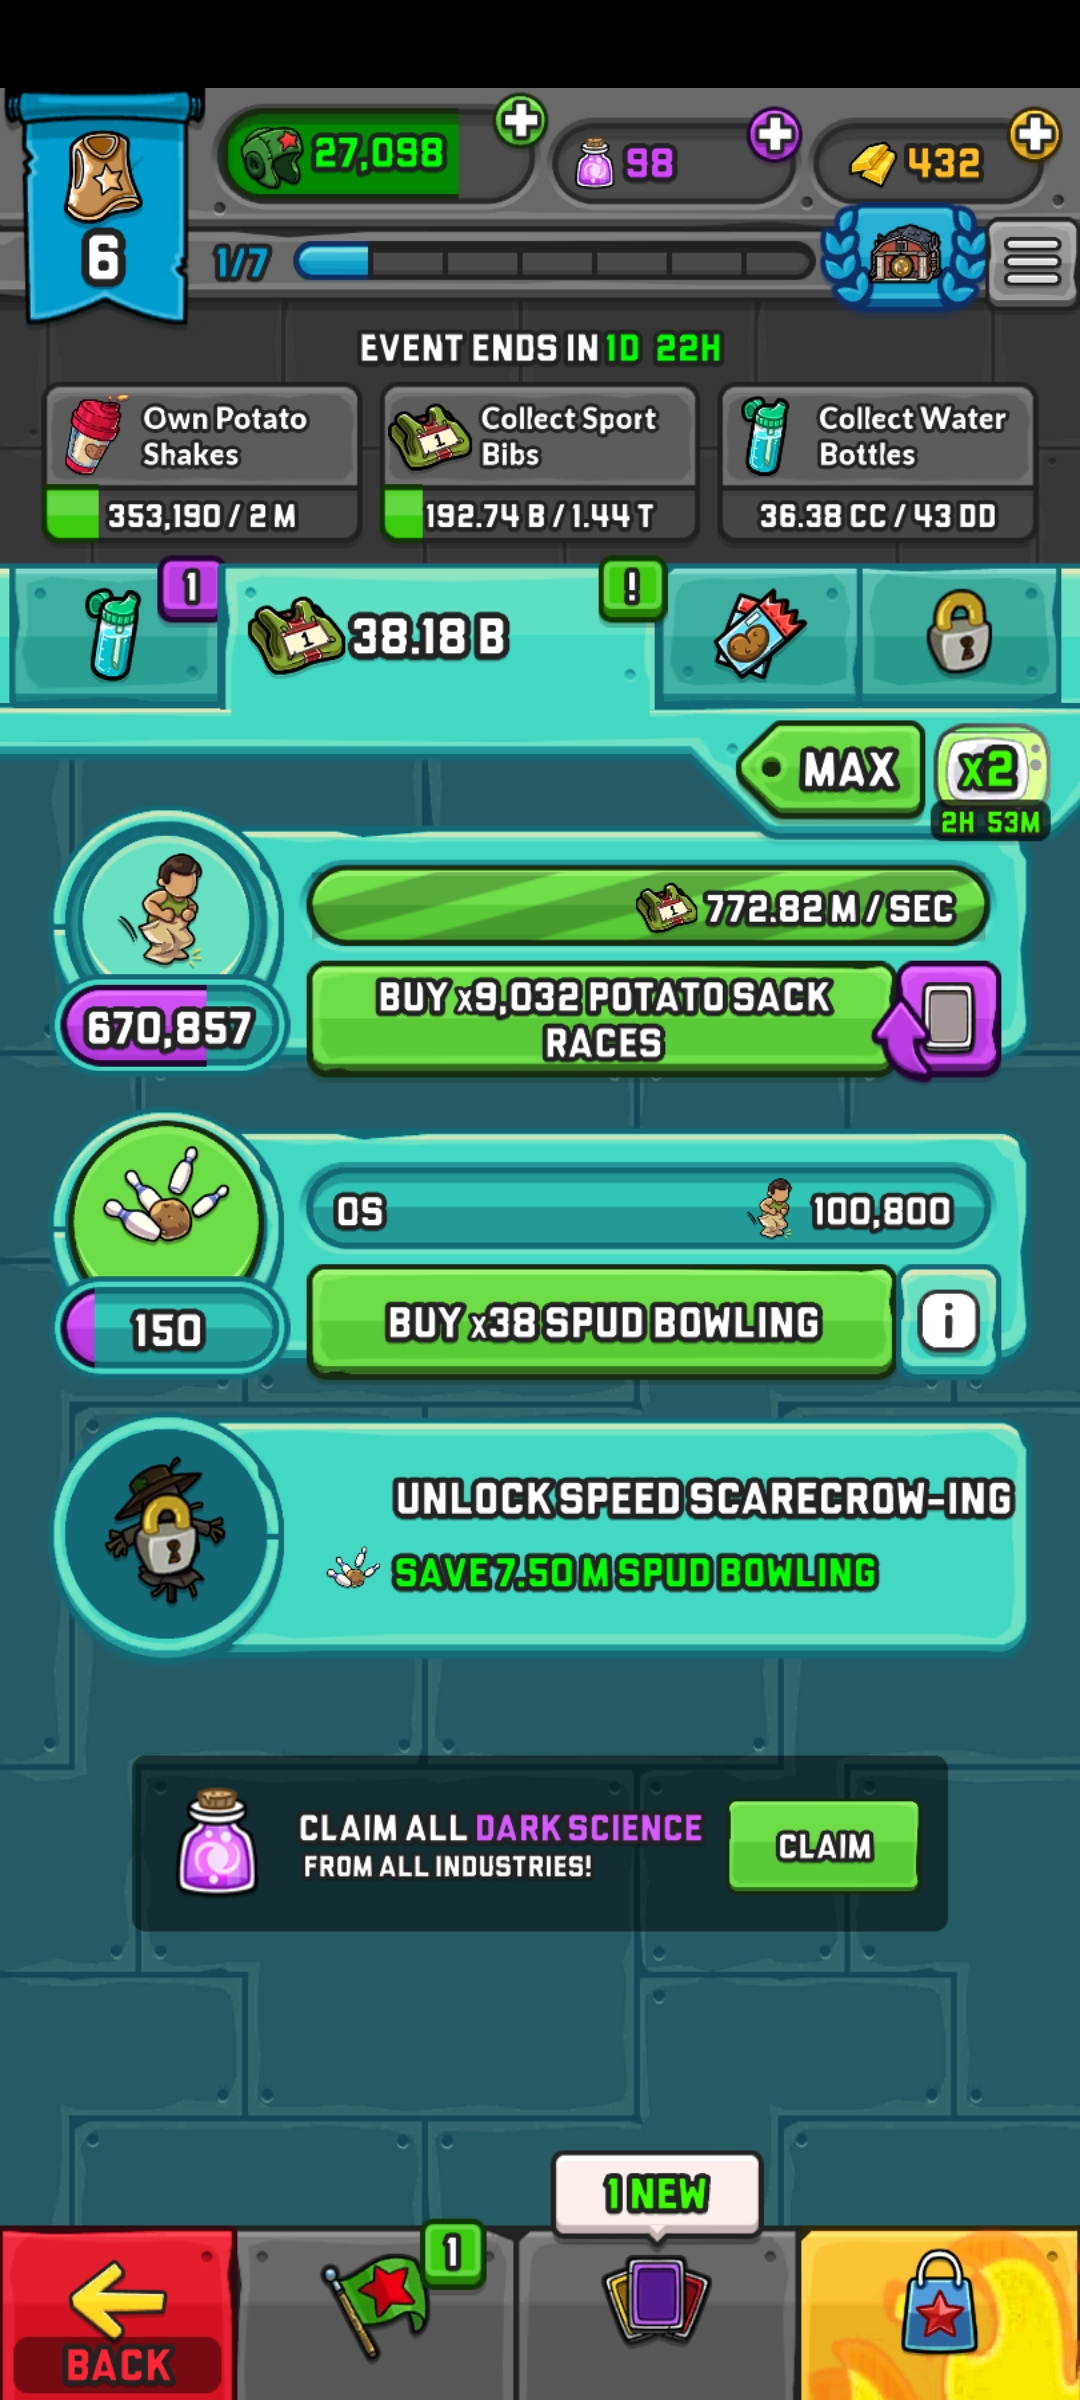 27,098
98
432
6
1/7
EVENT ENDS IN 1D 22H
Own Potato
Shakes
353,190 / 2 M
Collect Sport
Bibs
192.74 B / 1.44 T
Collect Water
Bottles
36.38 CC / 43 DD
1
1
38.18 B
!
MAX
x2
2H 53M
1
772.82 M / SEC
670,857
BUY x9,032 POTATO SACK
RACES
0S
100,800
150
BUY x38 SPUD BOWLING
i
UNLOCK SPEED SCARECROW-ING
SAVE 7.50 M SPUD BOWLING
CLAIM ALL DARK SCIENCE
FROM ALL INDUSTRIES!
CLAIM
1 NEW
1
BACK